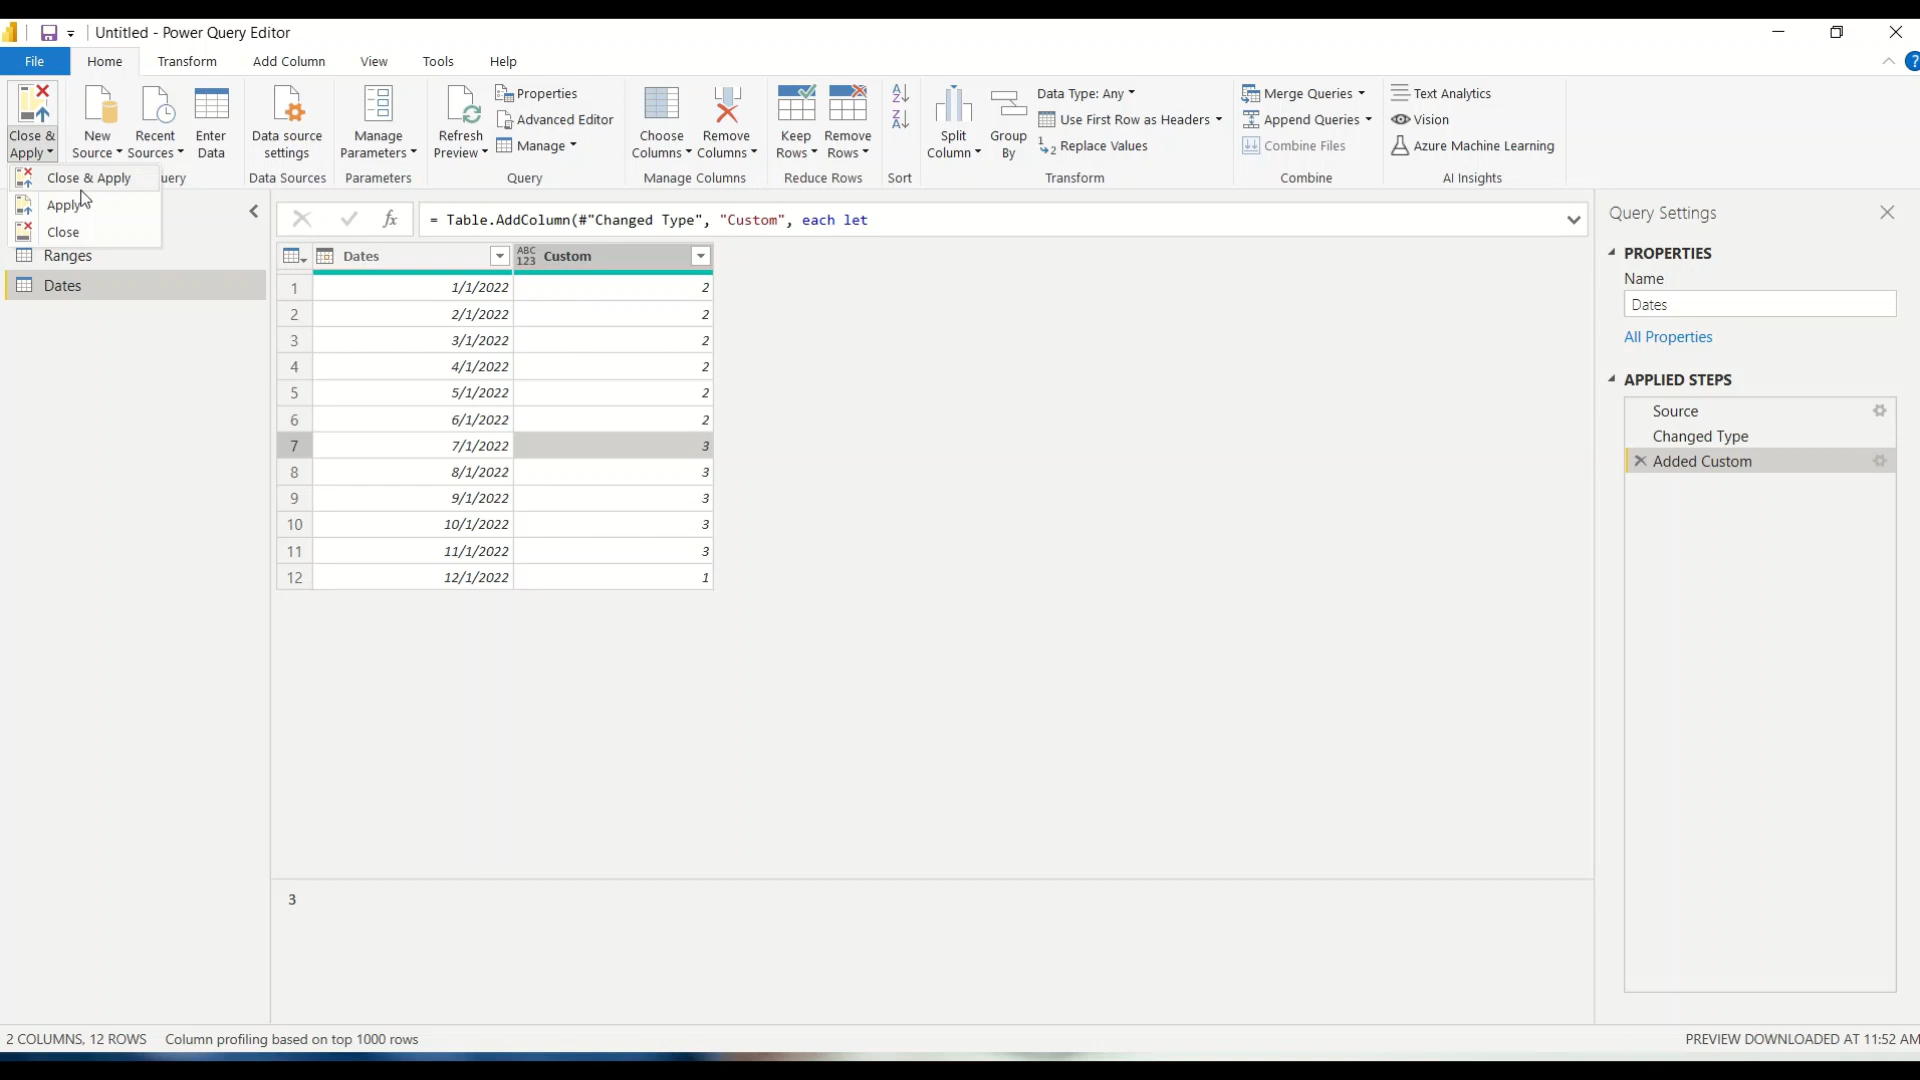 Untitled - Power Query Editor
File
Home
Transform
Add Column
View
Tools
Help
?
Close &
Apply
New
Source
Recent
Sources
Enter
Data
Data source
settings
Data Sources
Manage
Parameters
Parameters
Refresh
Preview
Properties
Advanced Editor
Manage
Query
Choose
Columns
Remove
Columns
Manage Columns
Keep
Rows
Remove
Rows
Reduce Rows
A
Z
Z
A
Sort
Split
Column
Group
By
Data Type: Any
Use First Row as Headers
1
2
Replace Values
Transform
Merge Queries
Append Queries
Combine Files
Combine
Text Analytics
Vision
Azure Machine Learning
AI Insights
Close & Apply
uery
Apply
Close
Ranges
Dates
fx
= Table.AddColumn(#"Changed Type", "Custom", each let
Dates
ABC
123
Custom
1 1/1/2022 2
2 2/1/2022 2
3 3/1/2022 2
4 4/1/2022 2
5 5/1/2022 2
6 6/1/2022 2
7 7/1/2022 3
8 8/1/2022 3
9 9/1/2022 3
10 10/1/2022 3
11 11/1/2022 3
12 12/1/2022 1
3
Query Settings
PROPERTIES
Name
Dates
All Properties
APPLIED STEPS
Source
Changed Type
Added Custom
2 COLUMNS, 12 ROWS
Column profiling based on top 1000 rows
PREVIEW DOWNLOADED AT 11:52 AM